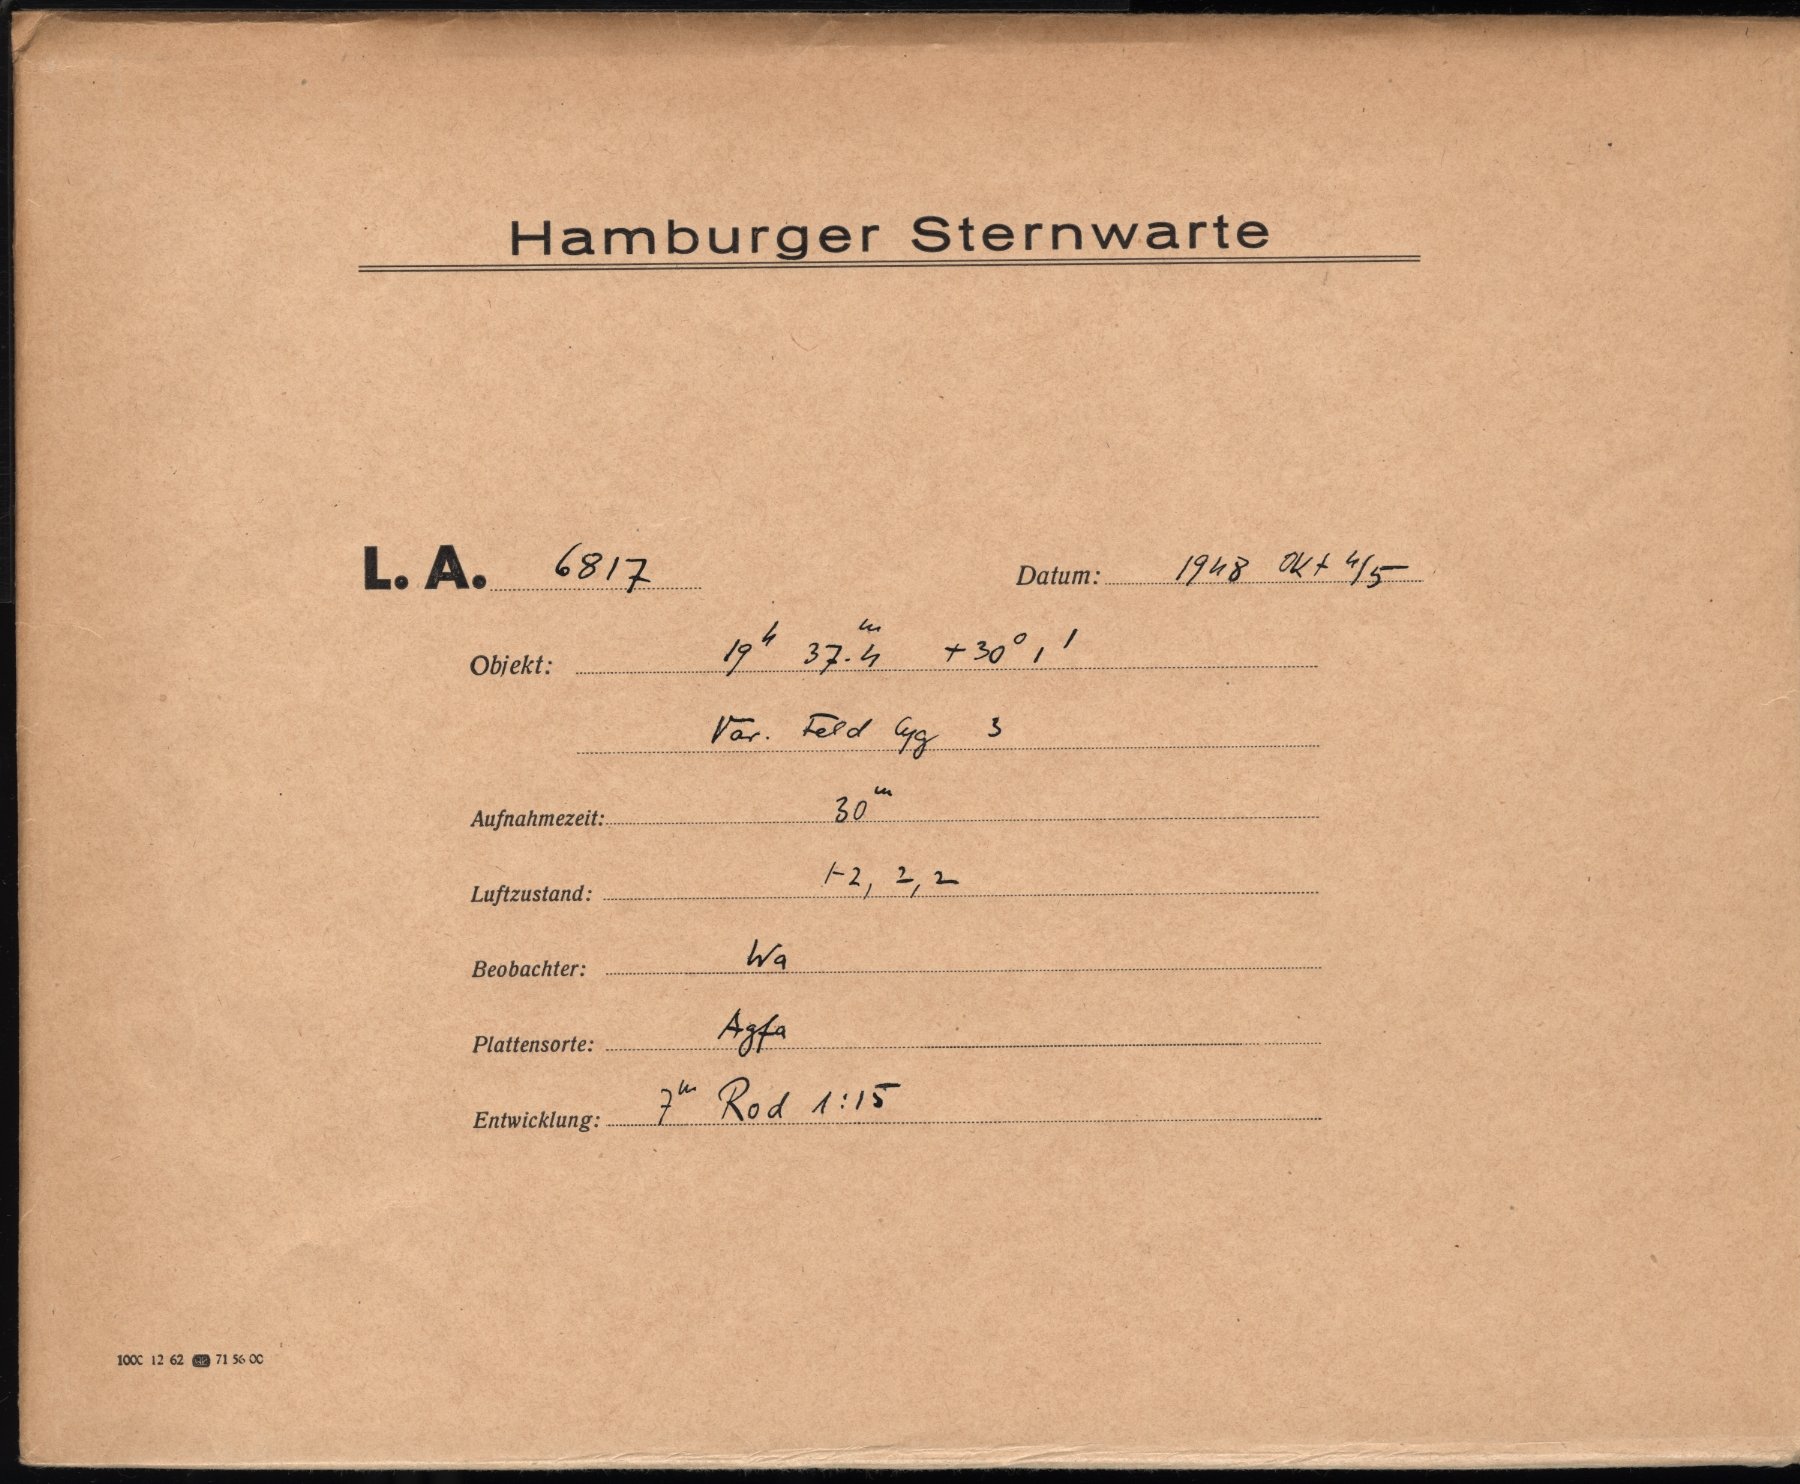 Hamburger Sternwarte
L. A. 6817 Datum: 1948 Okt 4/5
Objekt: 19h 37.4m +30° 1'
Var. Feld Cyg 3
Aufnahmezeit: 30m
Luftzustand: 1-2, 2, 2
Beobachter: Wa
Plattensorte: Agfa
Entwicklung: 7m Rod 1:15
1000 12 62 71 56 00